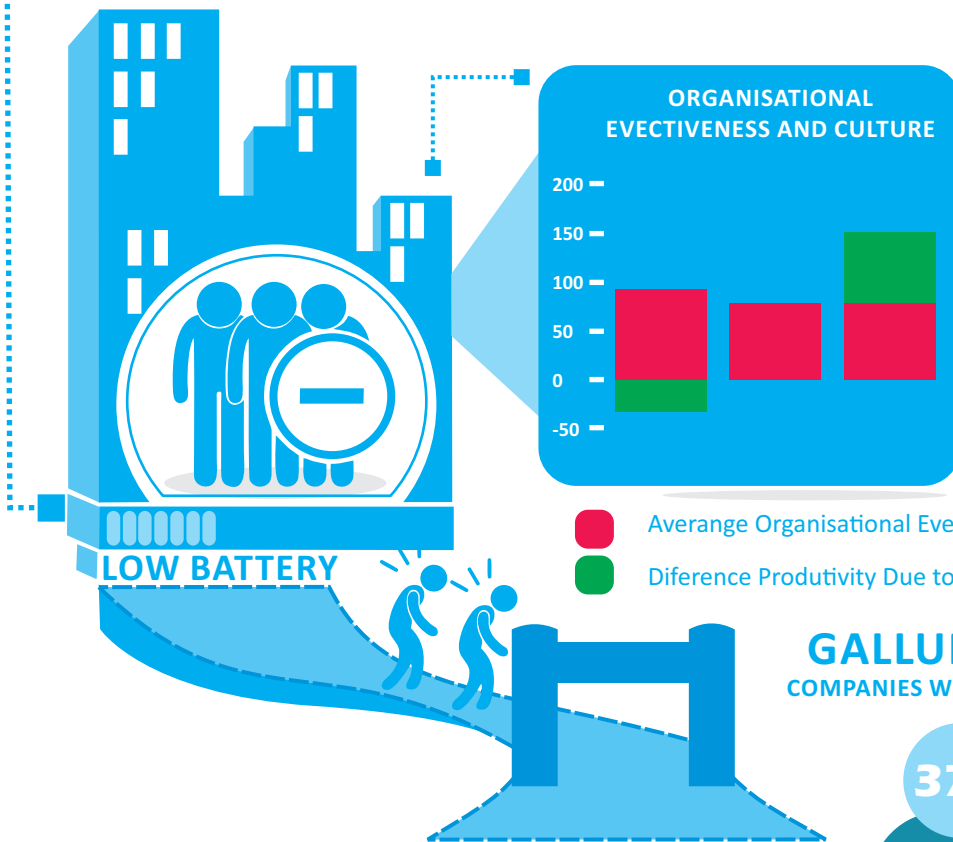 ORGANISATIONAL
EVECTIVENESS AND CULTURE
200
150
100
50
0
-50
Averange Organisational Eve
Diference Produtivity Due to
LOW BATTERY
GALLU
COMPANIES W
37